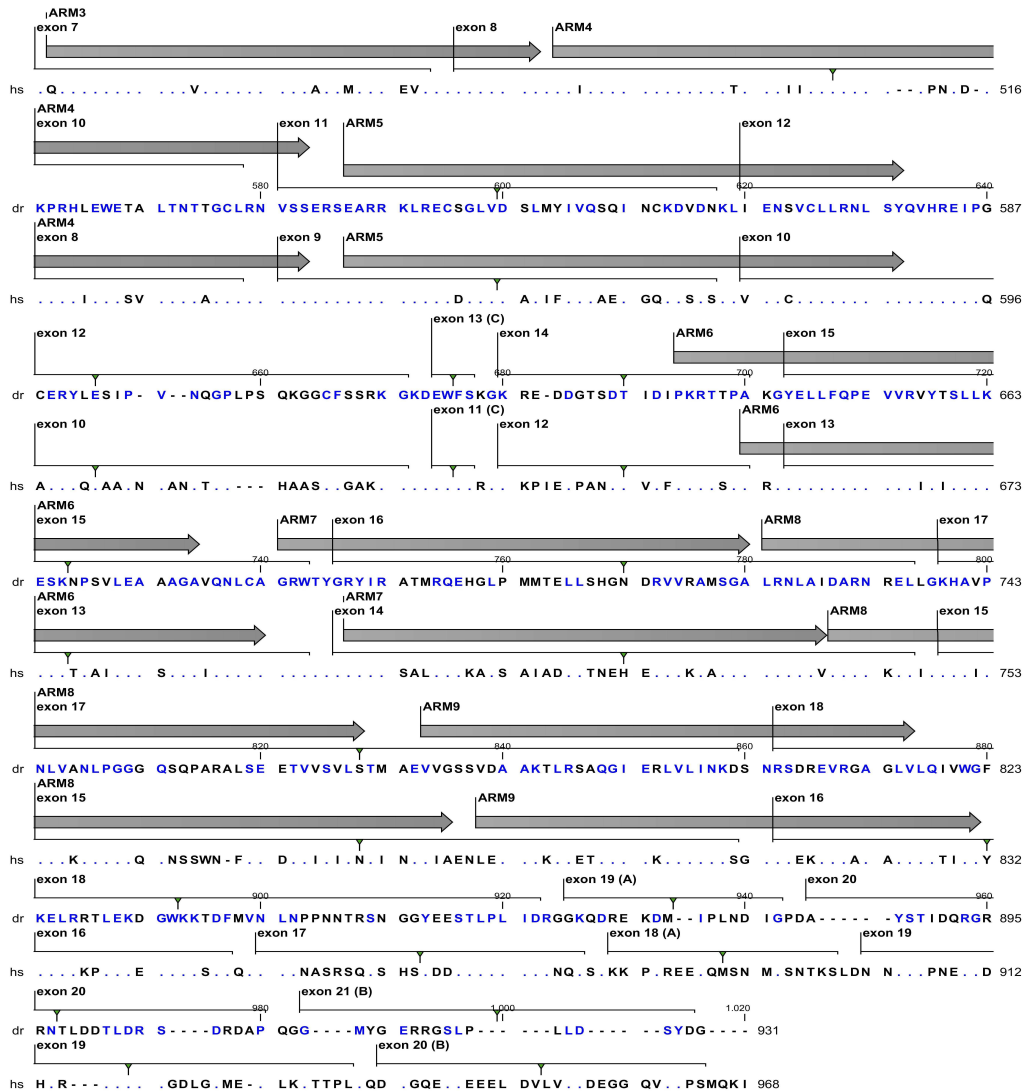 ARM3
exon 7 exon 8 ARM4
hs . Q . . . . . . . . . . . V . . . . . . . . A . . M . . . E V . . . . . . . . . . . . . I . . . . . . . . . . . T . . I I . . . . . . . . - - . P N . D - . 516
ARM4
exon 10 exon 11 ARM5 exon 12
580 600 620 640
dr KPRHLEWETA LTNTTGCLRN VSSERSEARR KLRECSGLVD SLMYIVQSQI NCKDVDNKLI ENSVCLLRNL SYQVHREIPG 587
ARM4
exon 8 exon 9 ARM5 exon 10
hs . . . . I . . . SV . . . . A . . . . . . . . . . . . . . . . . . . . . . D . . . . A . IF . . . AE . GQ . . S . S . . V . . C . . . . . . . . . . . . . . . . . Q 596
exon 12 exon 13 (C) exon 14 ARM6 exon 15
660 680 700 720
dr CERYLESIP- V--NQGPLPS QKGGCFSSRK GKDEWFSKGK RE-DDGTSDT IDIPKRTTPA KGYELLFQPE VVRVYTSLLK 663
exon 10 exon 11 (C) exon 12 ARM6 exon 13
hs A . . . Q . AA . N . AN . T . . - - - HAAS . . GAK . . . . . . . . R . . KPIE . PAN . . V . F . . . . S . . R . . . . . . . . . . . . . I . I . . . . 673
ARM6
exon 15 ARM7 exon 16 ARM8 exon 17
740 760 780 800
dr ESKNPSVLEA AAGAVQNLCA GRWTYGRYIR ATMRQEHGLP MMTELLSHGN DRVVRAMSGA LRNLAIDARN RELLGKHAVP 743
ARM6
exon 13 ARM7
exon 14 ARM8 exon 15
hs . . . T . AI . . . S . . . I . . . . . . . . . . . . . . . . . SAL . . . KA . S AIAD . . TNEH E . . . K . A . . . . . . . . . V . . . . . K . . I . . . . . I . 753
ARM8
exon 17 ARM9 exon 18
820 840 860 880
dr NLVANLPGGG QSQPARALSE ETVVSVLSTM AEVVGSSVDA AKTLRSAQGI ERLVLINKDS NRSDREVRGA GLVLQIVWGF 823
ARM8
exon 15 ARM9 exon 16
hs . . . K . . . . . Q . NSSWN-F . . D . . I . I . N . I N . . IAENLE . . . K . . ET . . . . K . . . . . . SG . . . EK . . . A . A . . . . TI . . Y 832
exon 18 exon 19 (A) exon 20
900 920 940 960
dr KELRRTLEKD GWKKTDFMVN LNPPNNTRSN GGYEESTLPL IDRGGKQDRE KDM--IPLND IGPDA----- -YSTIDQRGR 895
exon 16 exon 17 exon 18 (A) exon 19
hs . . . . KP . . . E . . . . . S . . Q . . . . NASRSQ . S HS . DD . . . . . . . . NQ . S . KK P . REE . QMSN M . SNTKSLDN N . . . PNE . . D 912
exon 20 exon 21 (B)
980 1.000 1.020
dr RNTLDDTLDR S----DRDAP QGG----MYG ERRGSLP--- --LLD----- SYDG---- 931
exon 19 exon 20 (B)
hs H . R - - - . . . . . GDLG . ME- . LK . TTPL . QD . GQE . . EEEL DVLV . . DEGG QV . . PSMQKI 968